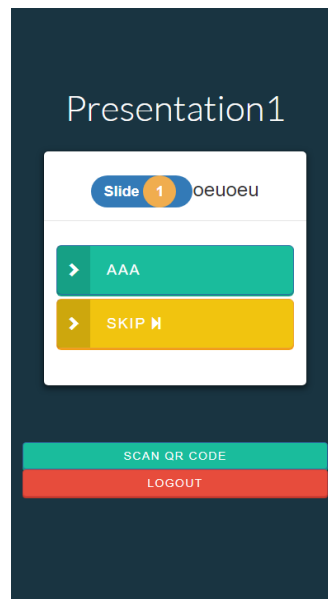 Presentation1
Slide 1 oeuoeu
AAA
SKIP
SCAN QR CODE
LOGOUT